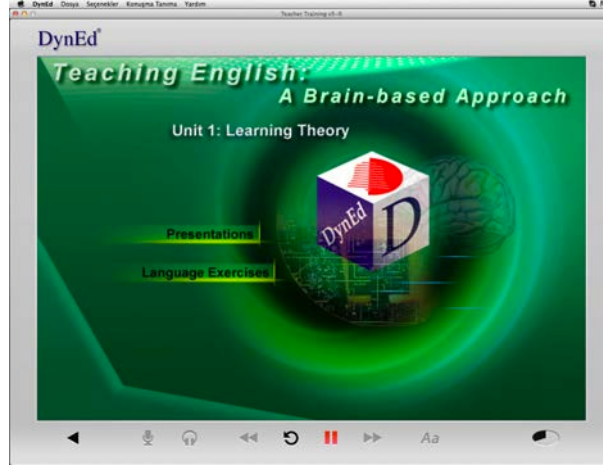 DynEd Dosya Seçenekler Konuşma Tanıma Yardım
Teacher Training v5-0
DynEd®
Teaching English:
A Brain-based Approach
Unit 1: Learning Theory
DynEd
D
Presentations
Language Exercises
Aa